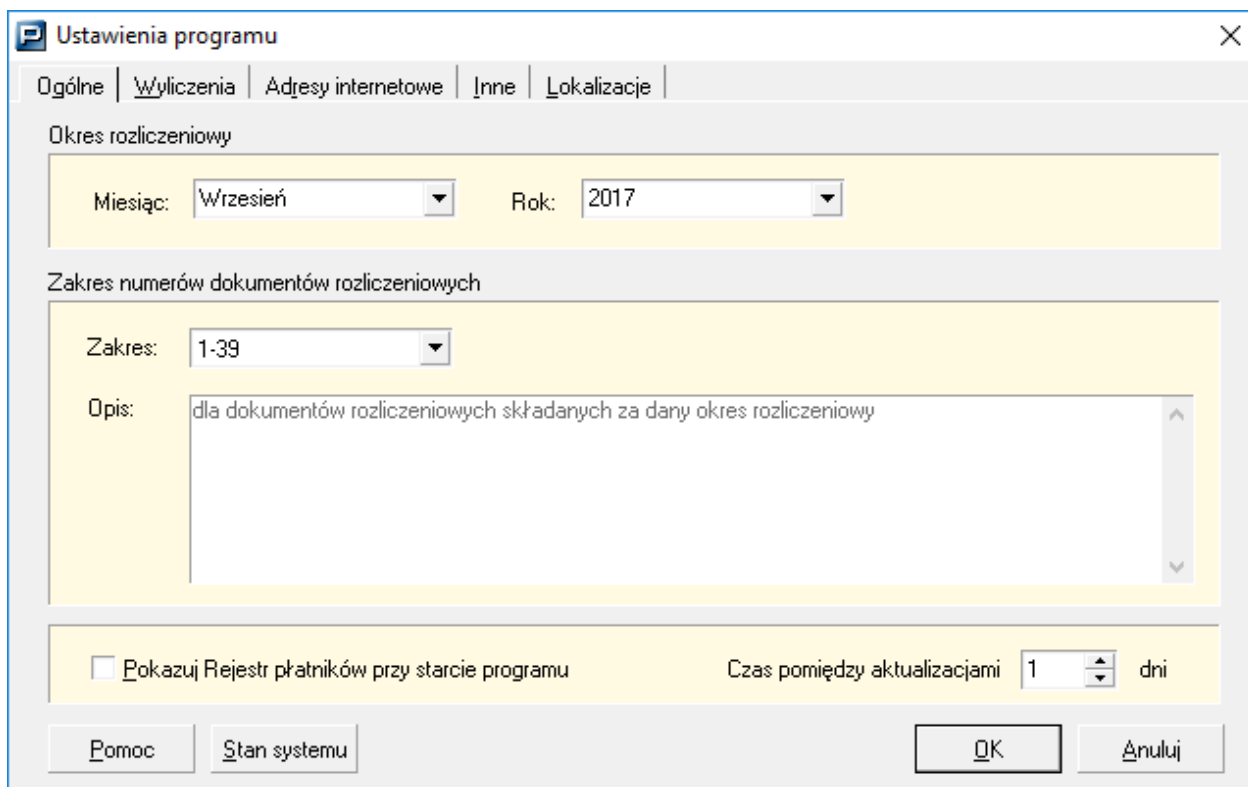 Ustawienia programu
Ogólne Wyliczenia Adresy internetowe Inne Lokalizacje
Okres rozliczeniowy
Miesiąc: Wrzesień Rok: 2017
Zakres numerów dokumentów rozliczeniowych
Zakres: 1-39
Opis: dla dokumentów rozliczeniowych składanych za dany okres rozliczeniowy
Pokazuj Rejestr płatników przy starcie programu Czas pomiędzy aktualizacjami 1 dni
Pomoc Stan systemu OK Anuluj